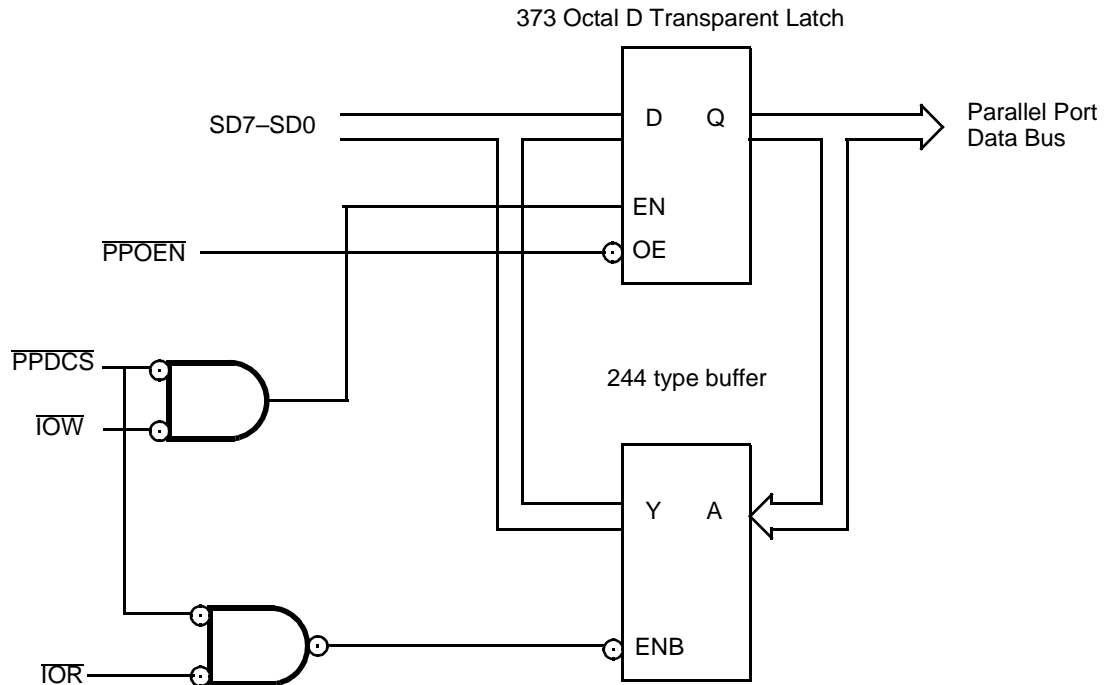 373 Octal D Transparent Latch
SD7–SD0
D
Q
Parallel Port
Data Bus
EN
PPOEN
OE
PPDCS
244 type buffer
IOW
Y
A
ENB
IOR